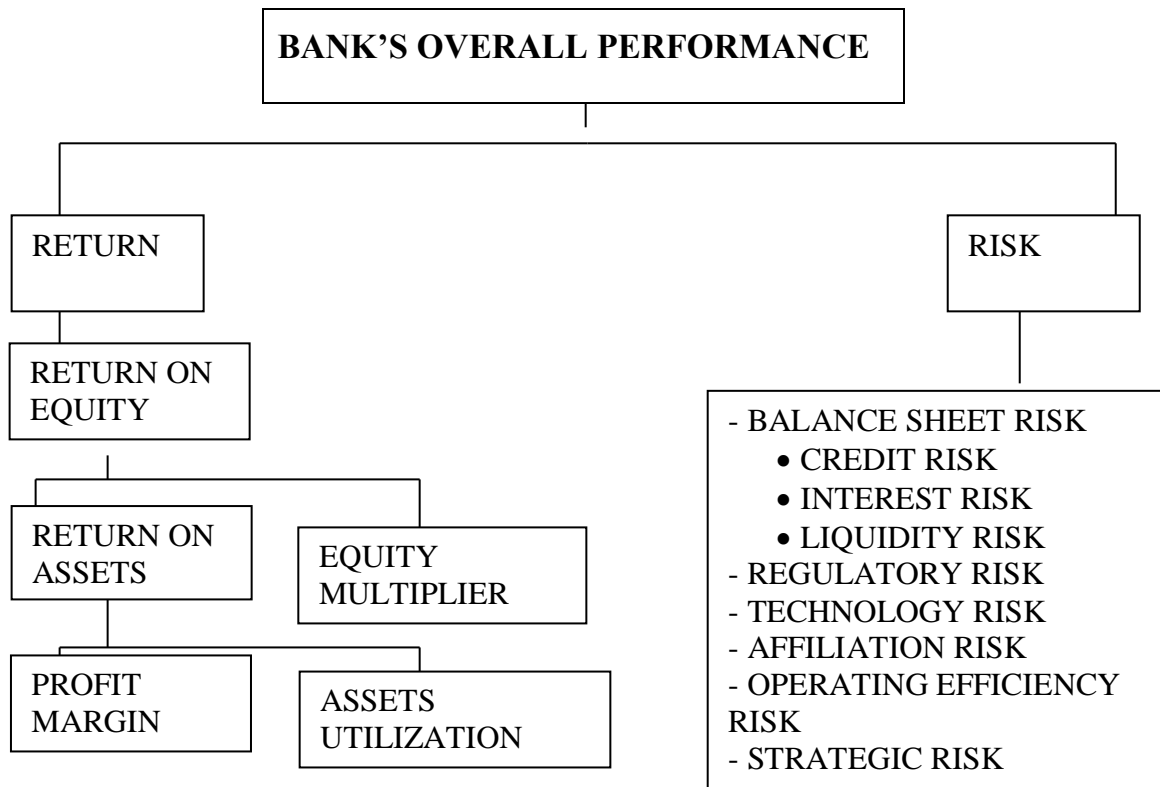 BANK’S OVERALL PERFORMANCE
RETURN
RISK
RETURN ON
EQUITY
RETURN ON
ASSETS
EQUITY
MULTIPLIER
PROFIT
MARGIN
ASSETS
UTILIZATION
- BALANCE SHEET RISK
• CREDIT RISK
• INTEREST RISK
• LIQUIDITY RISK
- REGULATORY RISK
- TECHNOLOGY RISK
- AFFILIATION RISK
- OPERATING EFFICIENCY
RISK
- STRATEGIC RISK